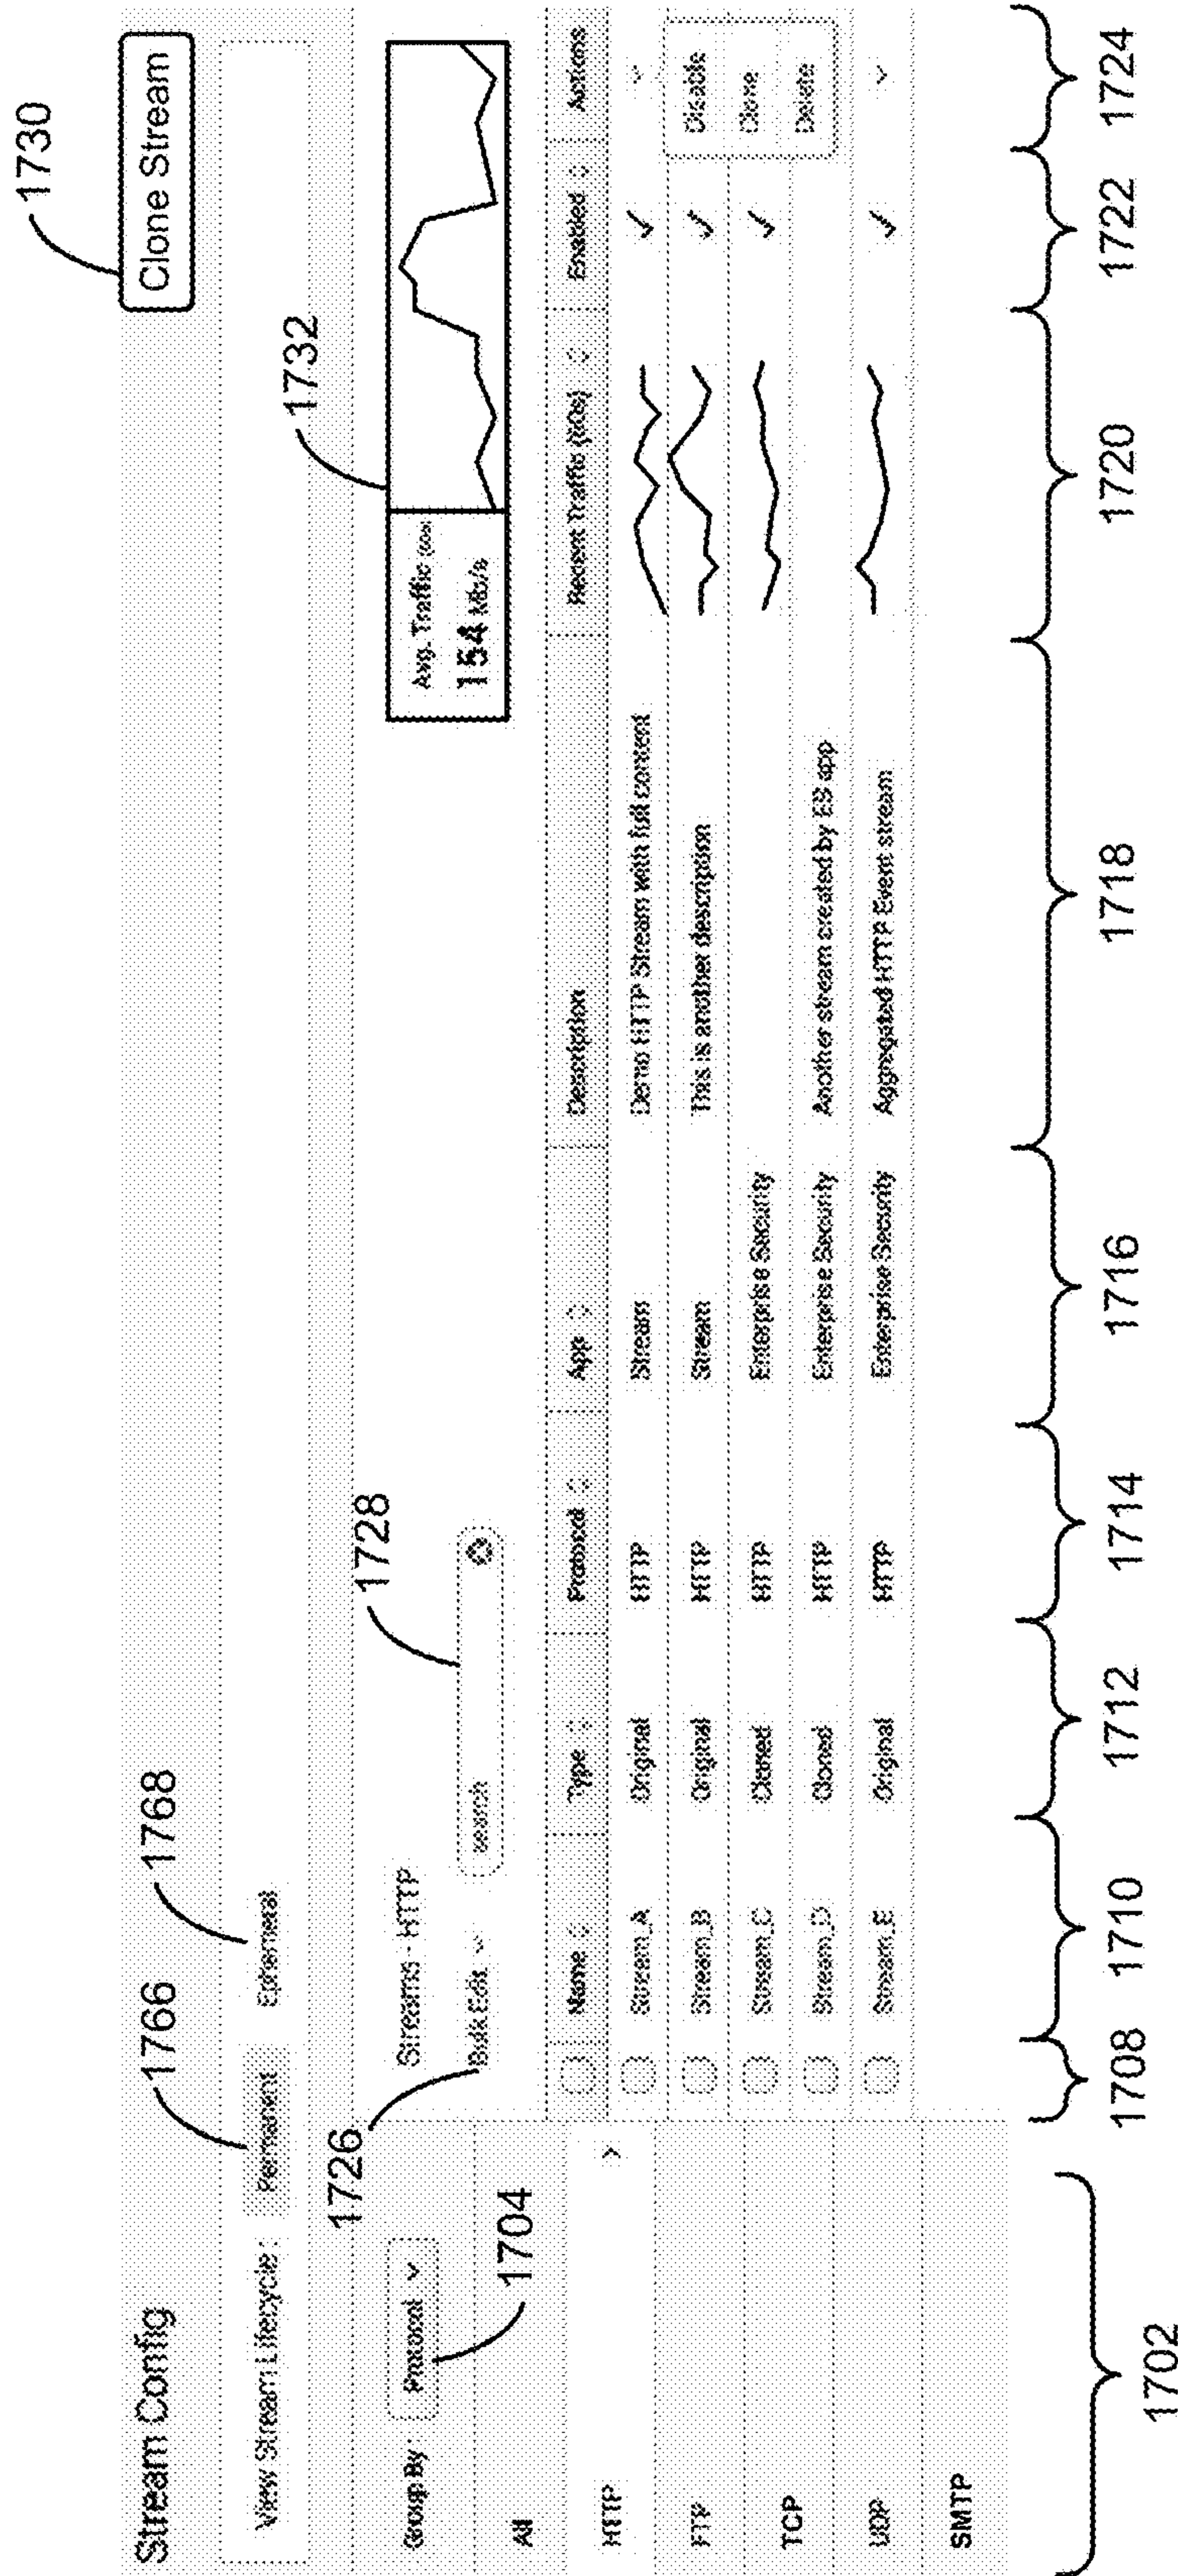 1730
Stream Config
Clone Stream
1766
1768
View Stream Lifecycle :
Permanent
Ephemeral
1732
1726
1728
Group By :
Protocol
Streams - HTTP
Avg. Traffic
1704
Bulk Edit
search
154 Mb/s
All
Name
Type
Protocol
App
Description
Recent Traffic (60s)
Enabled
Actions
HTTP
Stream_A
Original
HTTP
Stream
Demo HTTP Stream with full content
FTP
Stream_B
Original
HTTP
Stream
This is another description
Disable
TCP
Stream_C
Cloned
HTTP
Enterprise Security
Clone
Stream_D
Cloned
HTTP
Enterprise Security
Another stream created by ES app
Delete
UDP
Stream_E
Original
HTTP
Enterprise Security
Aggregated HTTP Event stream
SMTP
1702
1708
1710
1712
1714
1716
1718
1720
1722
1724